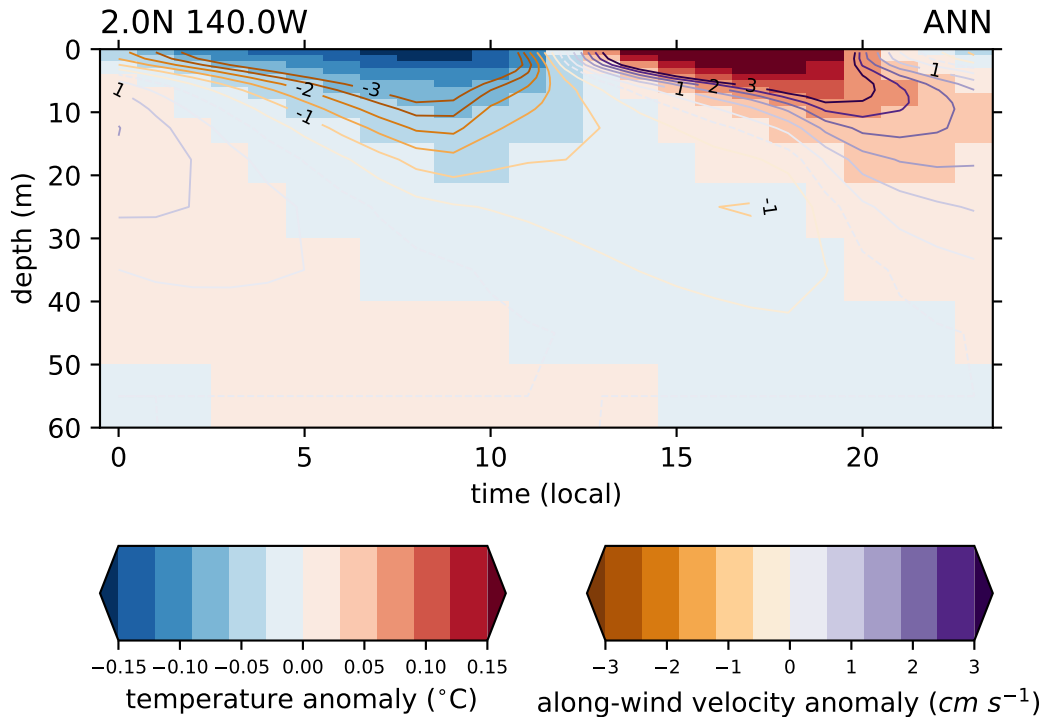 2.0N 140.0W ANN
0
10
20
30
40
50
60
depth (m)
1 -2 -3 -1 1 2 3 1 -1
0 5 10 15 20
time (local)
−0.15 −0.10 −0.05 0.00 0.05 0.10 0.15
temperature anomaly (°C)
−3 −2 −1 0 1 2 3
along-wind velocity anomaly (cm s⁻¹)